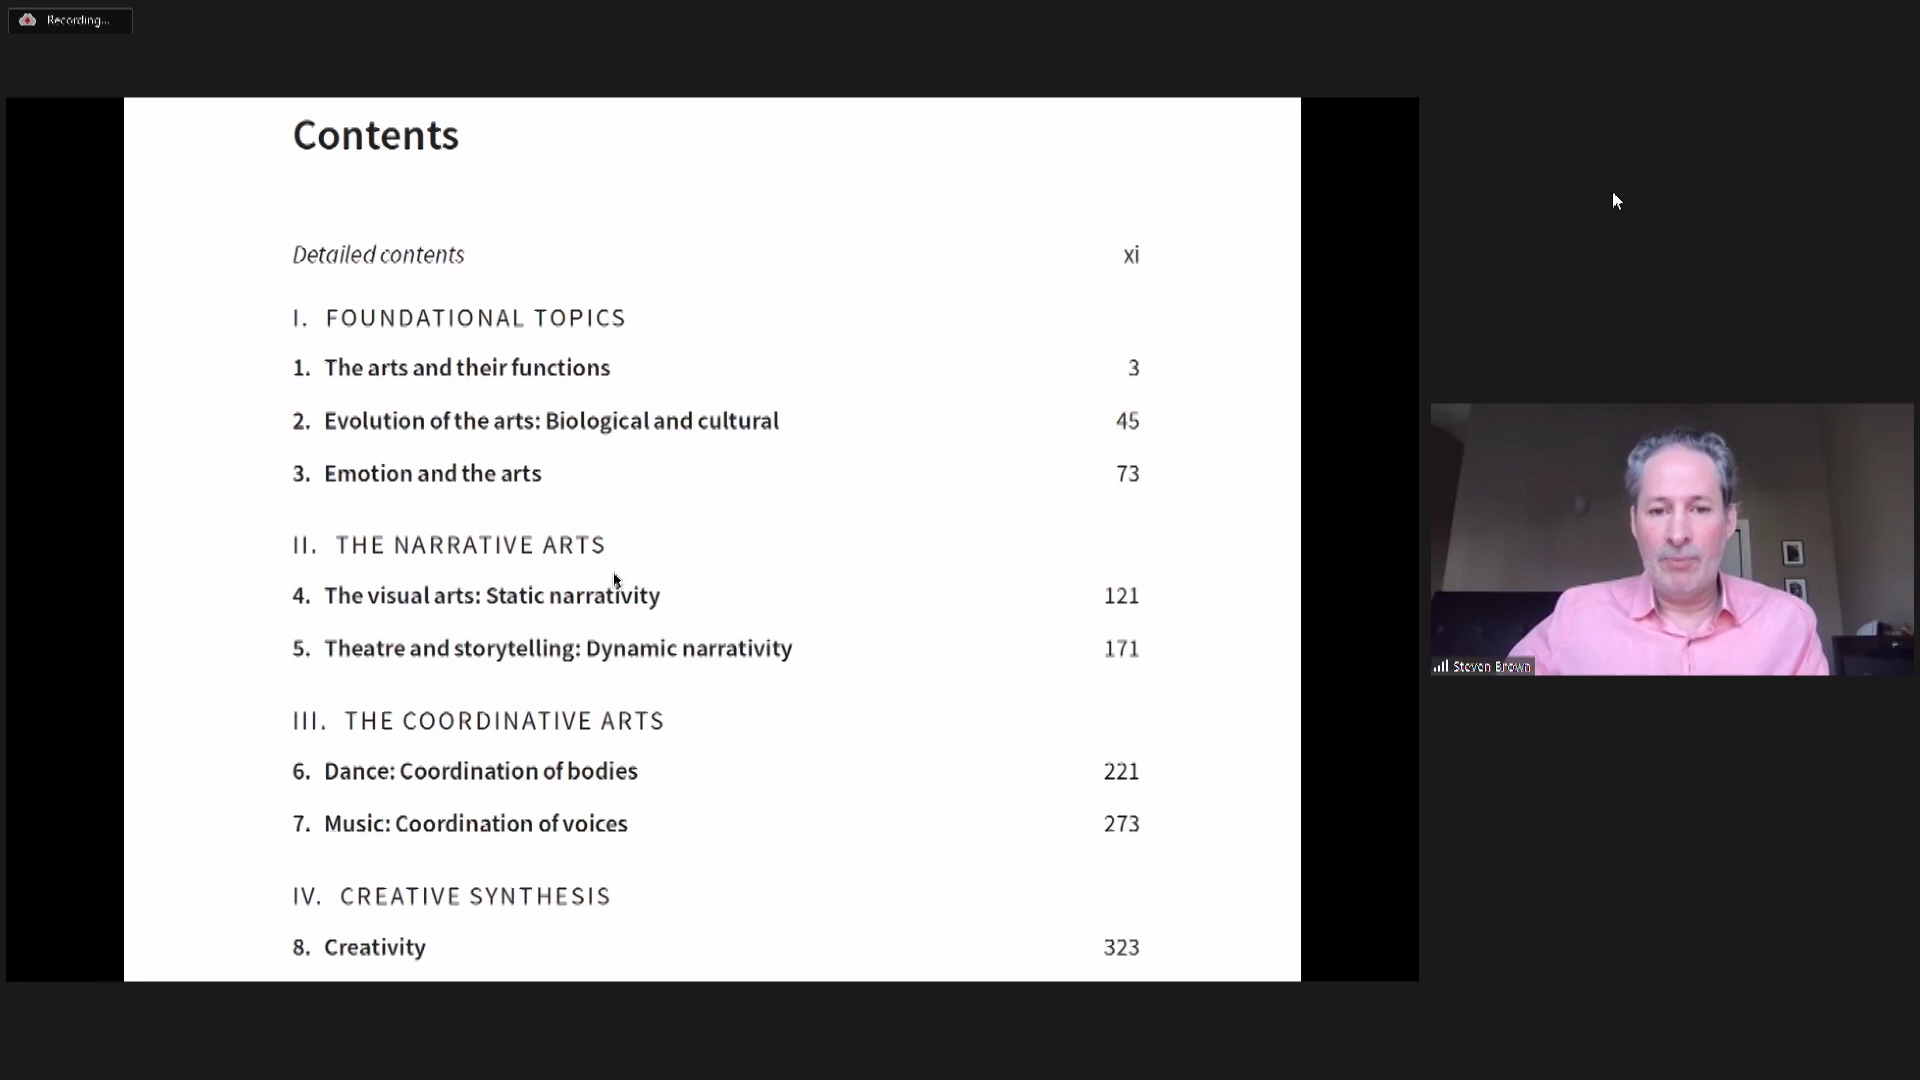 Recording...
Contents
Detailed contents xi
I. FOUNDATIONAL TOPICS
1. The arts and their functions 3
2. Evolution of the arts: Biological and cultural 45
3. Emotion and the arts 73
II. THE NARRATIVE ARTS
4. The visual arts: Static narrativity 121
5. Theatre and storytelling: Dynamic narrativity 171
III. THE COORDINATIVE ARTS
6. Dance: Coordination of bodies 221
7. Music: Coordination of voices 273
IV. CREATIVE SYNTHESIS
8. Creativity 323
Steven Brown